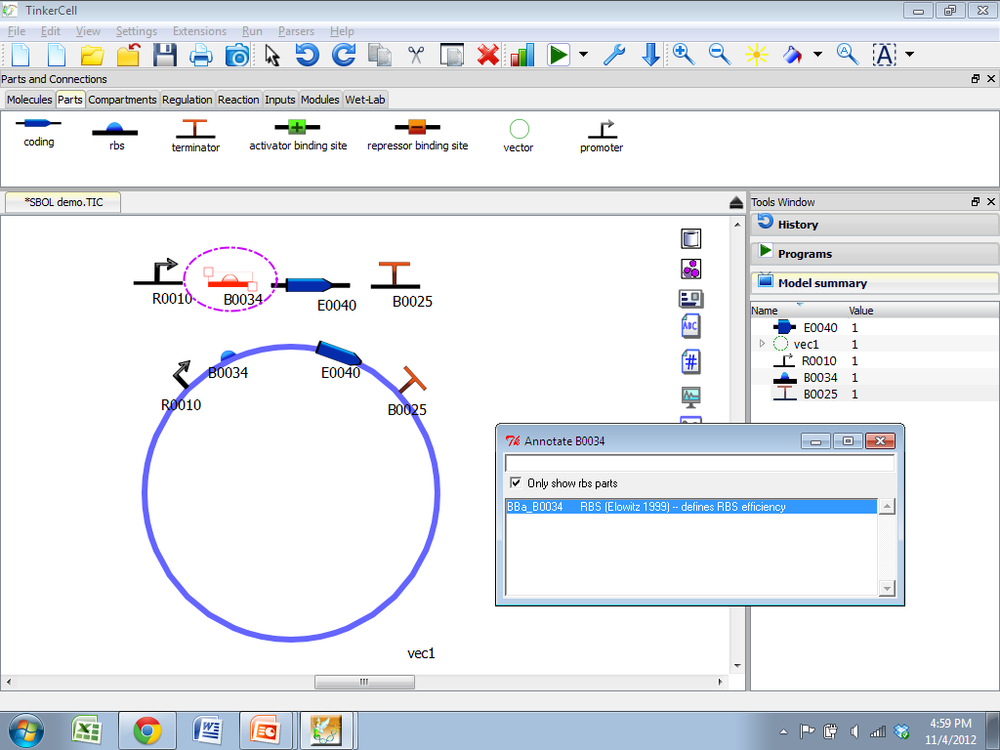 TinkerCell
File Edit View Settings Extensions Run Parsers Help
Parts and Connections
Molecules Parts Compartments Regulation Reaction Inputs Modules Wet-Lab
coding rbs terminator activator binding site repressor binding site vector promoter
*SBOL demo.TIC
Tools Window
History
Programs
Model summary
Name Value
E0040 1
vec1 1
R0010 1
B0034 1
B0025 1
R0010 B0034 E0040 B0025
ABC
#
R0010 B0034 E0040 B0025
vec1
Annotate B0034
Only show rbs parts
BBa_B0034 RBS (Elowitz 1999) -- defines RBS efficiency
4:59 PM
11/4/2012